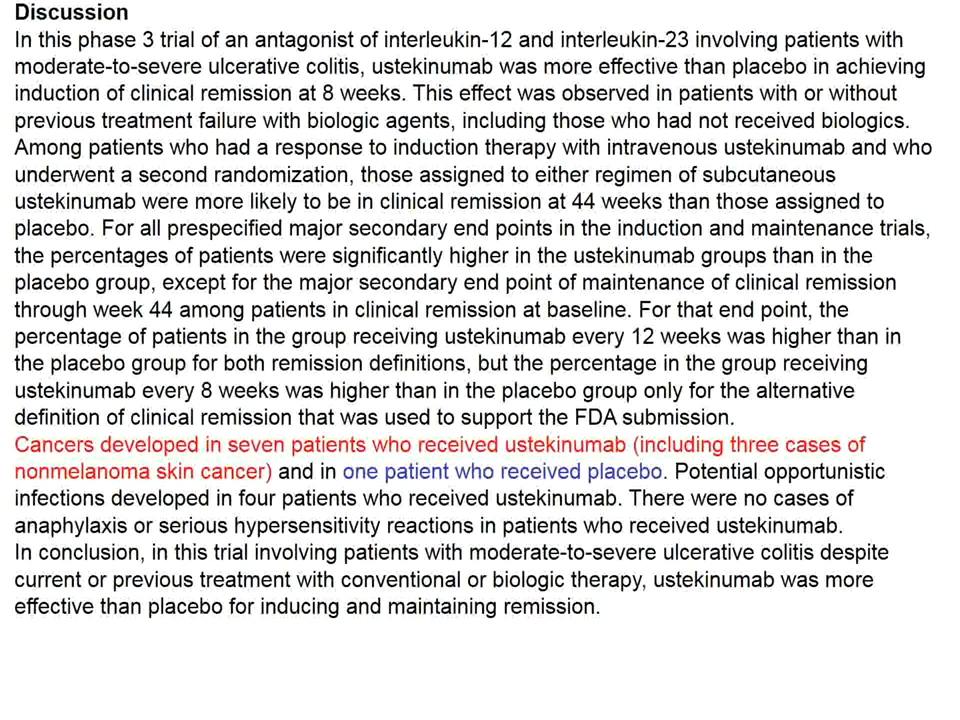 Discussion
In this phase 3 trial of an antagonist of interleukin-12 and interleukin-23 involving patients with
moderate-to-severe ulcerative colitis, ustekinumab was more effective than placebo in achieving
induction of clinical remission at 8 weeks. This effect was observed in patients with or without
previous treatment failure with biologic agents, including those who had not received biologics.
Among patients who had a response to induction therapy with intravenous ustekinumab and who
underwent a second randomization, those assigned to either regimen of subcutaneous
ustekinumab were more likely to be in clinical remission at 44 weeks than those assigned to
placebo. For all prespecified major secondary end points in the induction and maintenance trials,
the percentages of patients were significantly higher in the ustekinumab groups than in the
placebo group, except for the major secondary end point of maintenance of clinical remission
through week 44 among patients in clinical remission at baseline. For that end point, the
percentage of patients in the group receiving ustekinumab every 12 weeks was higher than in
the placebo group for both remission definitions, but the percentage in the group receiving
ustekinumab every 8 weeks was higher than in the placebo group only for the alternative
definition of clinical remission that was used to support the FDA submission.
Cancers developed in seven patients who received ustekinumab (including three cases of
nonmelanoma skin cancer) and in one patient who received placebo. Potential opportunistic
infections developed in four patients who received ustekinumab. There were no cases of
anaphylaxis or serious hypersensitivity reactions in patients who received ustekinumab.
In conclusion, in this trial involving patients with moderate-to-severe ulcerative colitis despite
current or previous treatment with conventional or biologic therapy, ustekinumab was more
effective than placebo for inducing and maintaining remission.